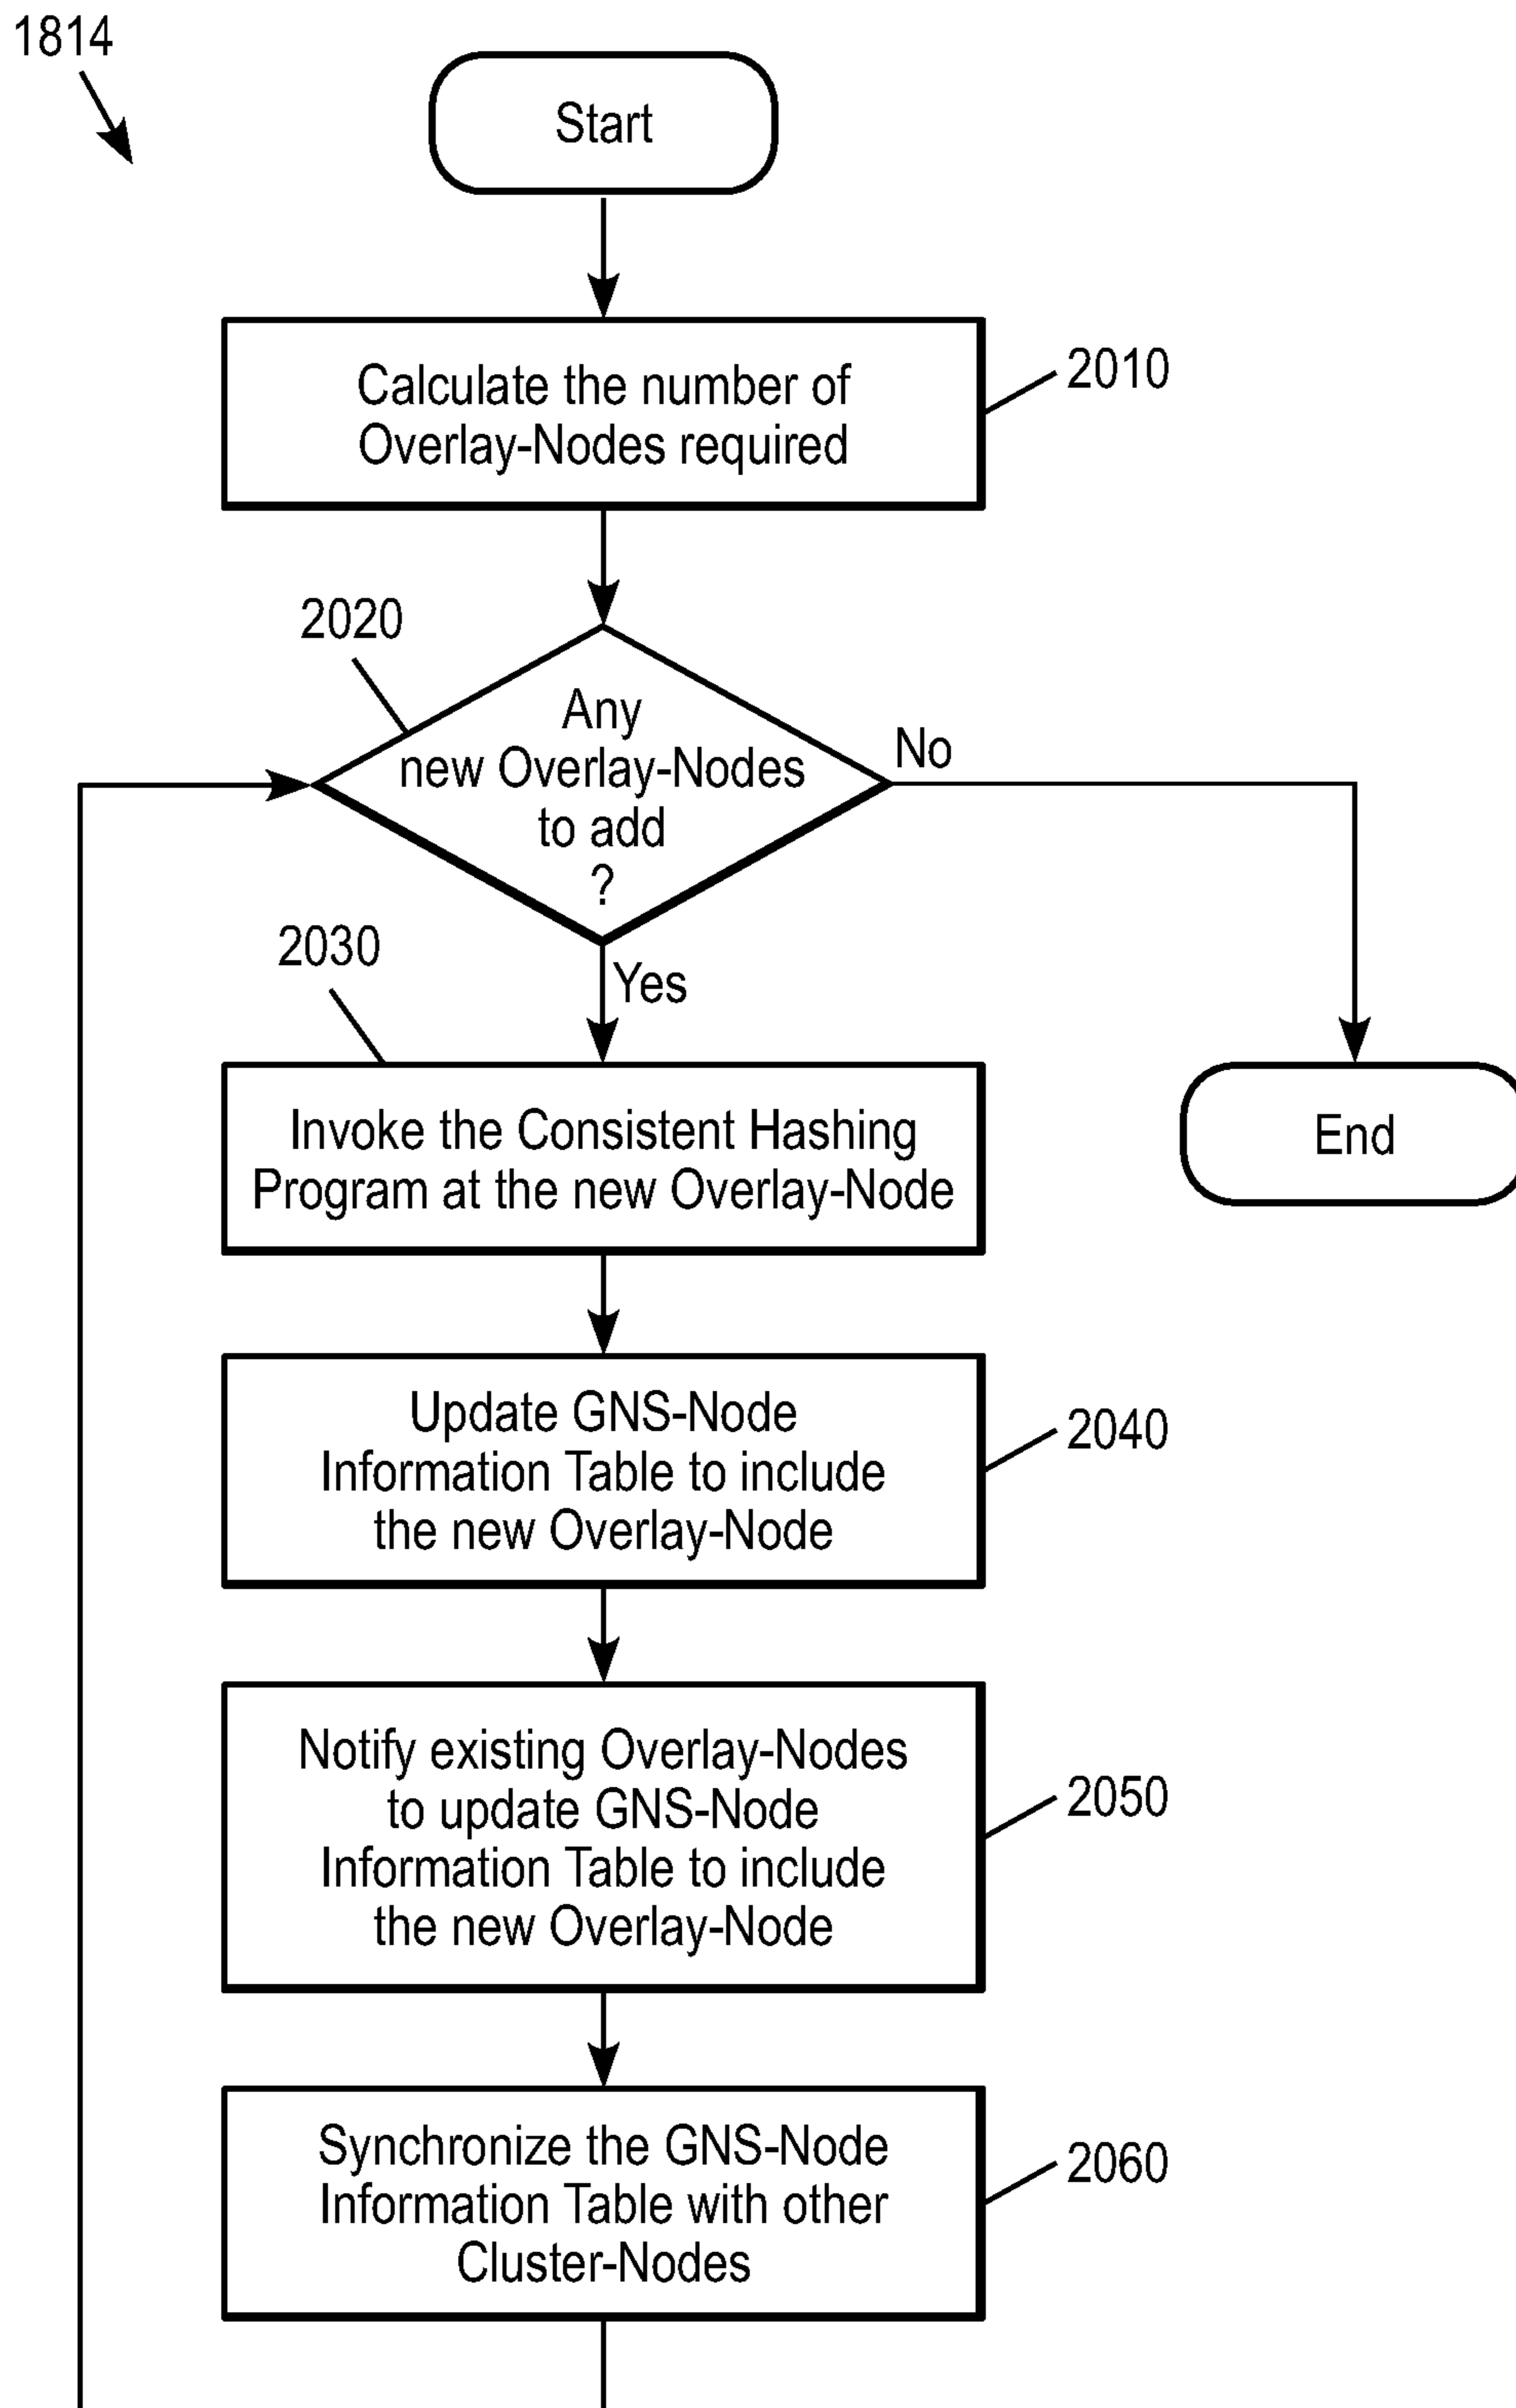 1814
Start
Calculate the number of
Overlay-Nodes required
2010
2020
Any
new Overlay-Nodes
to add
?
No
2030
Yes
Invoke the Consistent Hashing
Program at the new Overlay-Node
End
Update GNS-Node
Information Table to include
the new Overlay-Node
2040
Notify existing Overlay-Nodes
to update GNS-Node
Information Table to include
the new Overlay-Node
2050
Synchronize the GNS-Node
Information Table with other
Cluster-Nodes
2060